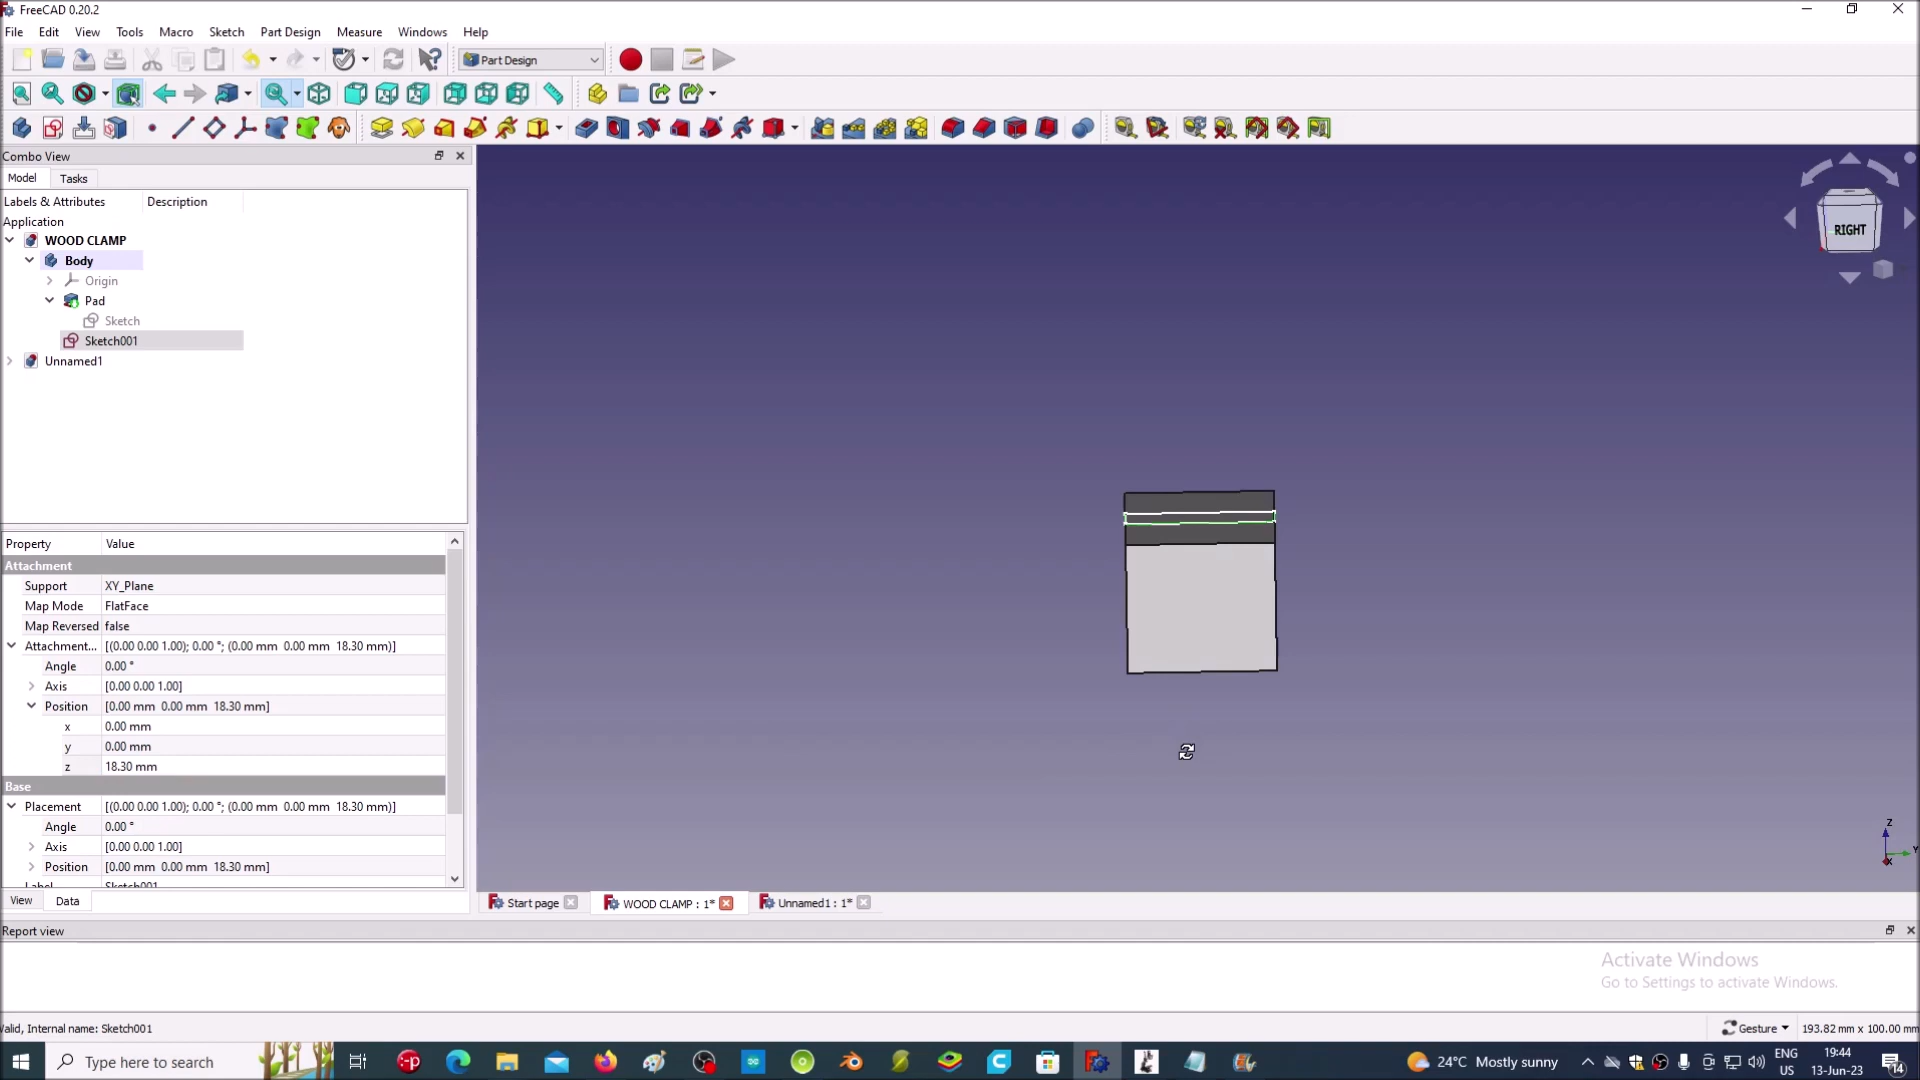 FreeCAD 0.20.2
File Edit View Tools Macro Sketch Part Design Measure Windows Help
Part Design
Combo View
Model Tasks
Labels & Attributes Description
Application
WOOD CLAMP
Body
Origin
Pad
Sketch
Sketch001
Unnamed1
RIGHT
Property Value
Attachment
Support XY_Plane
Map Mode FlatFace
Map Reversed false
Attachment... [(0.00 0.00 1.00); 0.00 °; (0.00 mm 0.00 mm 18.30 mm)]
Angle 0.00 °
Axis [0.00 0.00 1.00]
Position [0.00 mm 0.00 mm 18.30 mm]
x 0.00 mm
y 0.00 mm
z 18.30 mm
Base
Placement [(0.00 0.00 1.00); 0.00 °; (0.00 mm 0.00 mm 18.30 mm)]
Angle 0.00 °
Axis [0.00 0.00 1.00]
Position [0.00 mm 0.00 mm 18.30 mm]
Label Sketch001
Z
Y
X
View Data
Start page WOOD CLAMP : 1* Unnamed1 : 1*
Report view
Activate Windows
Go to Settings to activate Windows.
Valid, Internal name: Sketch001
Gesture 193.82 mm x 100.00 mm
Type here to search
24°C Mostly sunny
ENG
US
19:44
13-Jun-23
14